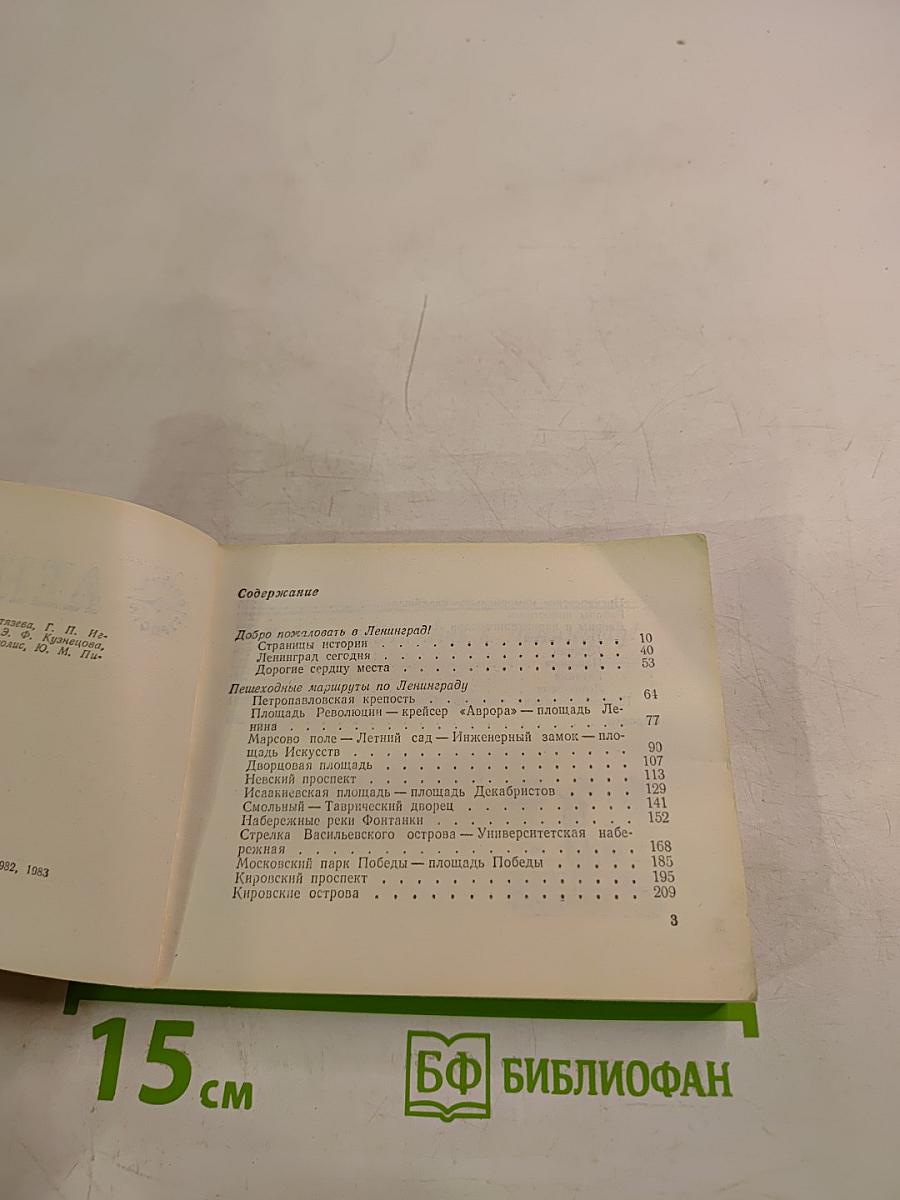 тязева, Г. П. Иг-
Э. Ф. Кузнецова,
Ю. М. Пи-
1983
Содержание
Добро пожаловать в Ленинград!
Страницы истории . . . . . . . . . . . . . . 10
Ленинград сегодня . . . . . . . . . . . . . . 40
Дорогие сердцу места . . . . . . . . . . . . . 53
Пешеходные маршруты по Ленинграду
Петропавловская крепость . . . . . . . . . . . 64
Площадь Революции — крейсер «Аврора» — площадь Ле-
нина . . . . . . . . . . . . . . . . . . 77
Марсово поле — Летний сад — Инженерный замок — пло-
щадь Искусств . . . . . . . . . . . . . . . 90
Дворцовая площадь . . . . . . . . . . . . . . 107
Невский проспект . . . . . . . . . . . . . . 113
Исаакиевская площадь — площадь Декабристов . . . . 129
Смольный — Таврический дворец . . . . . . . . . 141
Набережные реки Фонтанки . . . . . . . . . . . 152
Стрелка Васильевского острова — Университетская набе-
режная . . . . . . . . . . . . . . . . . 168
Московский парк Победы — площадь Победы . . . . . 185
Кировский проспект . . . . . . . . . . . . . . 195
Кировские острова . . . . . . . . . . . . . . 209
3
15 см
БФ БИБЛИОФАН